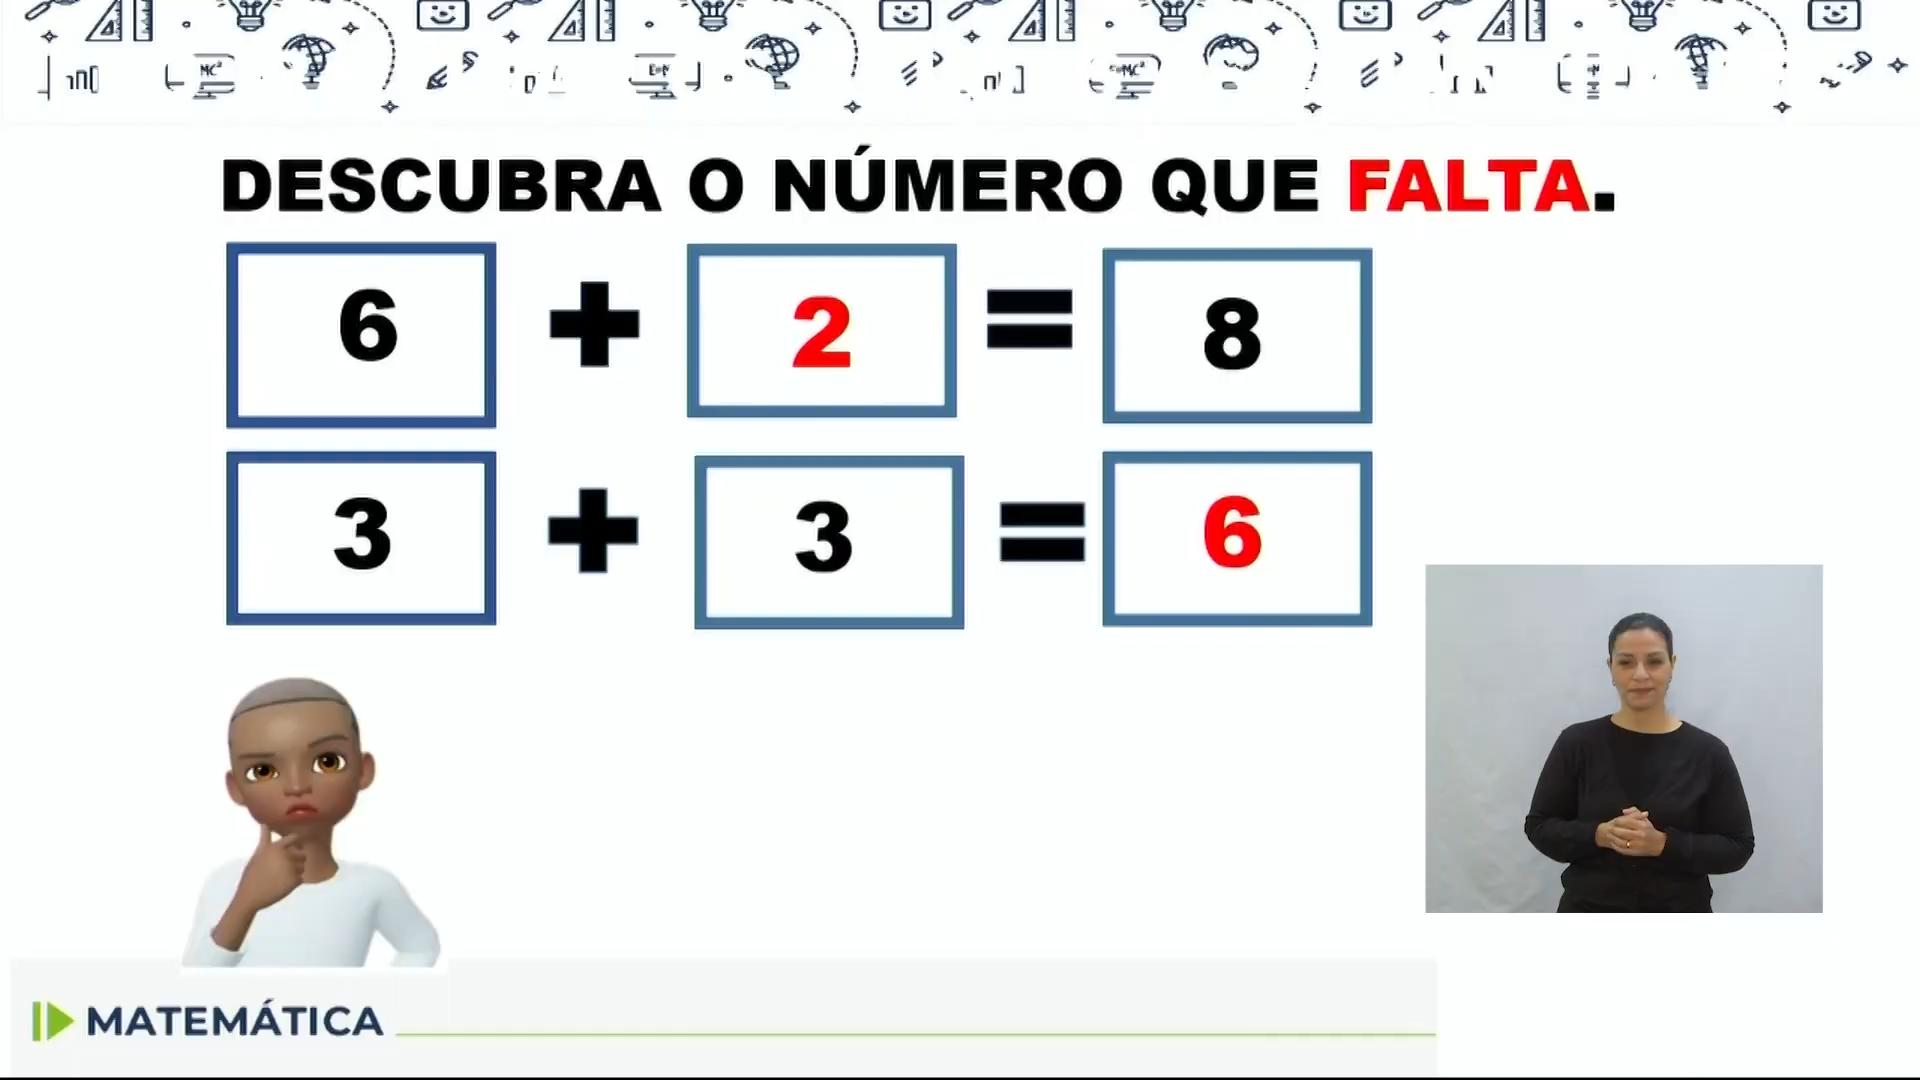 DESCUBRA O NÚMERO QUE FALTA.
6 + 2 = 8
3 + 3 = 6
MATEMÁTICA